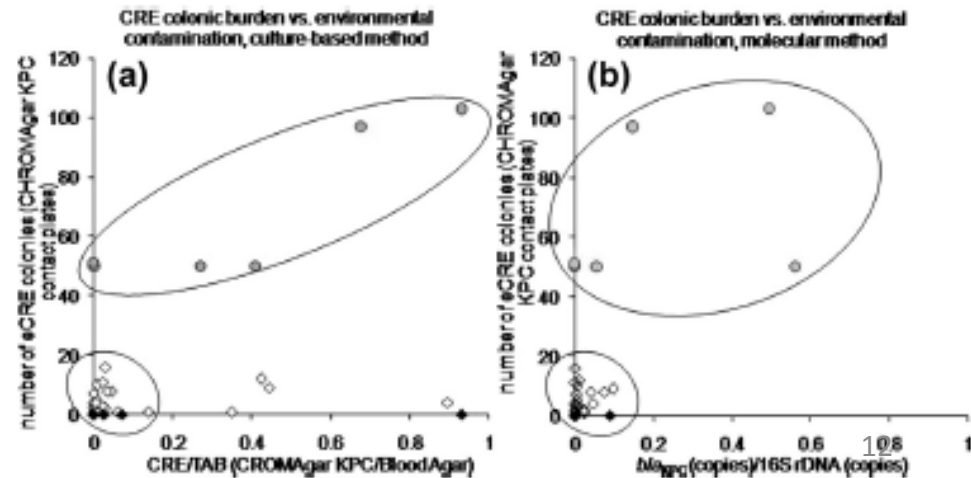 CRE colonic burden vs. environmental
contamination, culture-based method
(a)
number of eCRE colonies (CHROMAgar KPC
contact plates)
120
100
80
60
40
20
0
0
0.2
0.4
0.6
0.8
1
CRE/TAB (CROMAgar KPC/Blood Agar)
CRE colonic burden vs. environmental
contamination, molecular method
(b)
number of eCRE colonies (CHROMAgar
KPC contact plates)
120
100
80
60
40
20
0
0
0.2
0.4
0.6
0.8
1
12
blaKPC (copies)/16S rDNA (copies)